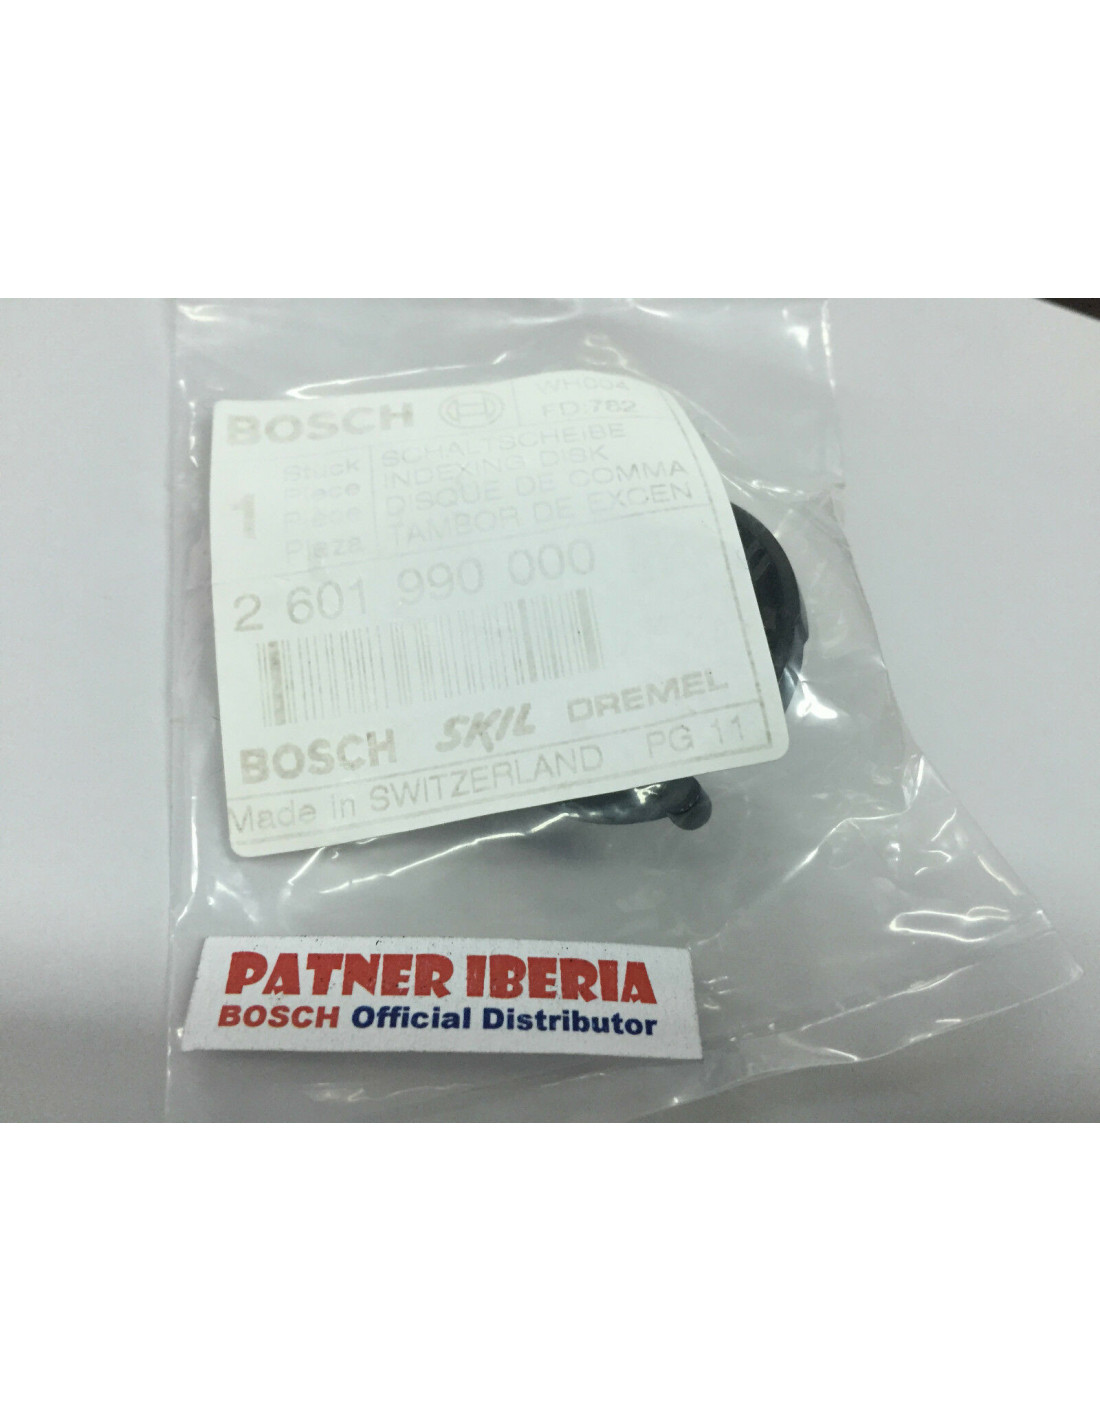 BOSCH
WH004
FD:782
1
Stück
Piece
Pièce
Pieza
SCHALTSCHEIBE
INDEXING DISK
DISQUE DE COMMA
TAMBOR DE EXCEN
2 601 990 000
BOSCH SKIL DREMEL
Made in SWITZERLAND PG 11
PATNER IBERIA
BOSCH Official Distributor